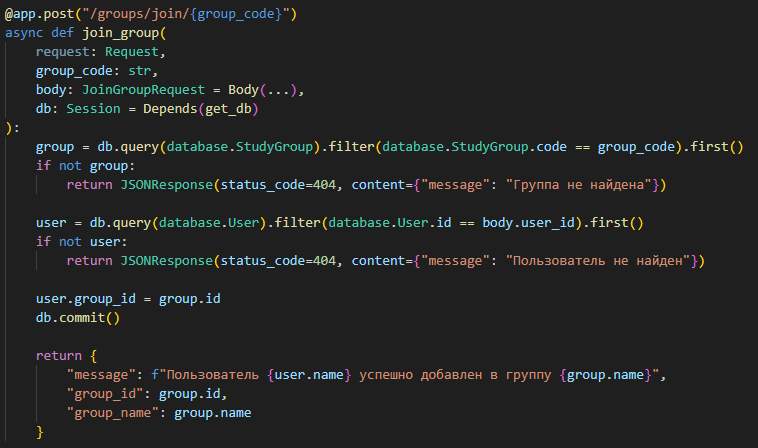 @app.post("/groups/join/{group_code}")
async def join_group(
    request: Request,
    group_code: str,
    body: JoinGroupRequest = Body(...),
    db: Session = Depends(get_db)
):
    group = db.query(database.StudyGroup).filter(database.StudyGroup.code == group_code).first()
    if not group:
        return JSONResponse(status_code=404, content={"message": "Группа не найдена"})

    user = db.query(database.User).filter(database.User.id == body.user_id).first()
    if not user:
        return JSONResponse(status_code=404, content={"message": "Пользователь не найден"})

    user.group_id = group.id
    db.commit()

    return {
        "message": f"Пользователь {user.name} успешно добавлен в группу {group.name}",
        "group_id": group.id,
        "group_name": group.name
    }